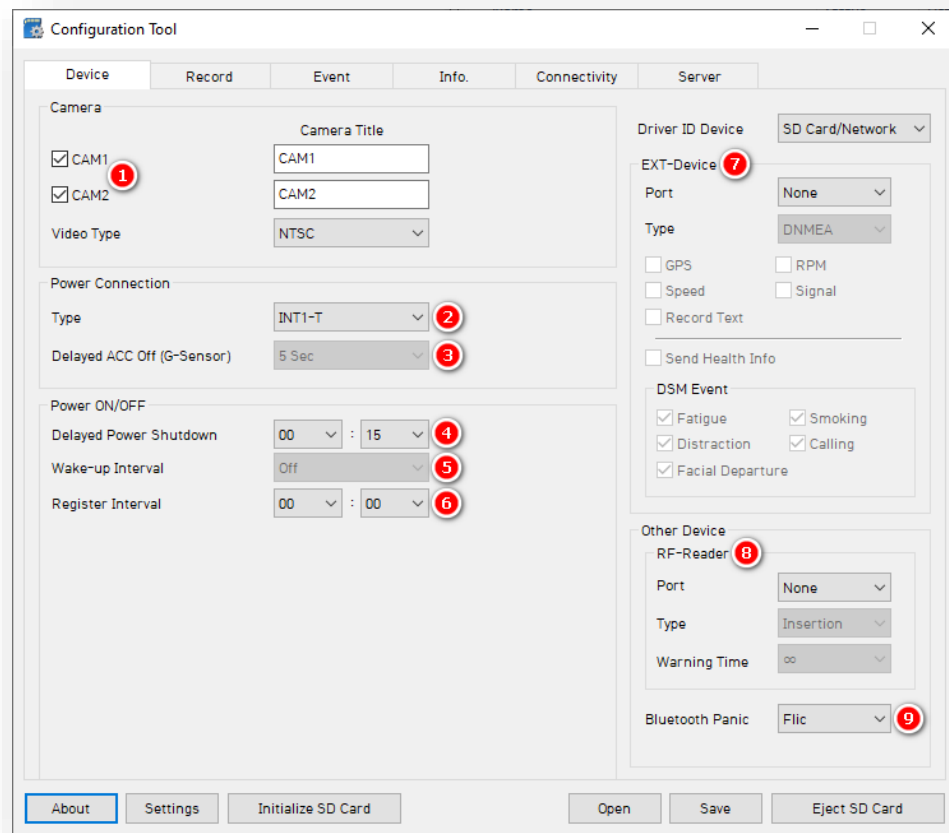 Configuration Tool
Device Record Event Info. Connectivity Server
Camera
Camera Title
CAM1 CAM1
1
CAM2 CAM2
Video Type NTSC
Power Connection
Type INT1-T 2
Delayed ACC Off (G-Sensor) 5 Sec 3
Power ON/OFF
Delayed Power Shutdown 00 : 15 4
Wake-up Interval Off 5
Register Interval 00 : 00 6
Driver ID Device SD Card/Network
EXT-Device 7
Port None
Type DNMEA
GPS RPM
Speed Signal
Record Text
Send Health Info
DSM Event
Fatigue Smoking
Distraction Calling
Facial Departure
Other Device
RF-Reader 8
Port None
Type Insertion
Warning Time ∞
Bluetooth Panic Flic 9
About Settings Initialize SD Card Open Save Eject SD Card